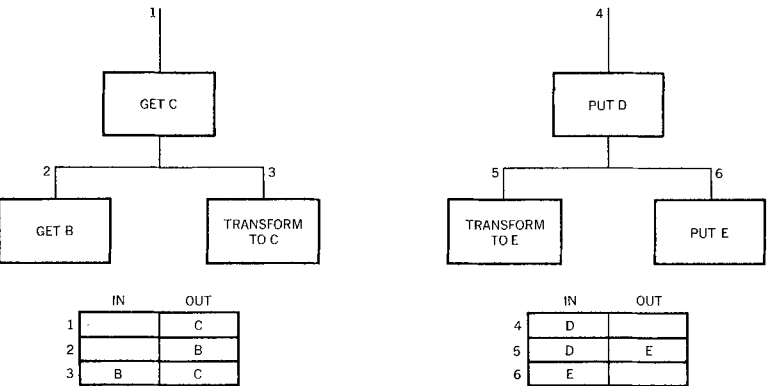 1
4
GET C
PUT D
2
3
5
6
GET B
TRANSFORM
TO C
TRANSFORM
TO E
PUT E
IN OUT
1 C
2 B
3 B C
IN OUT
4 D
5 D E
6 E